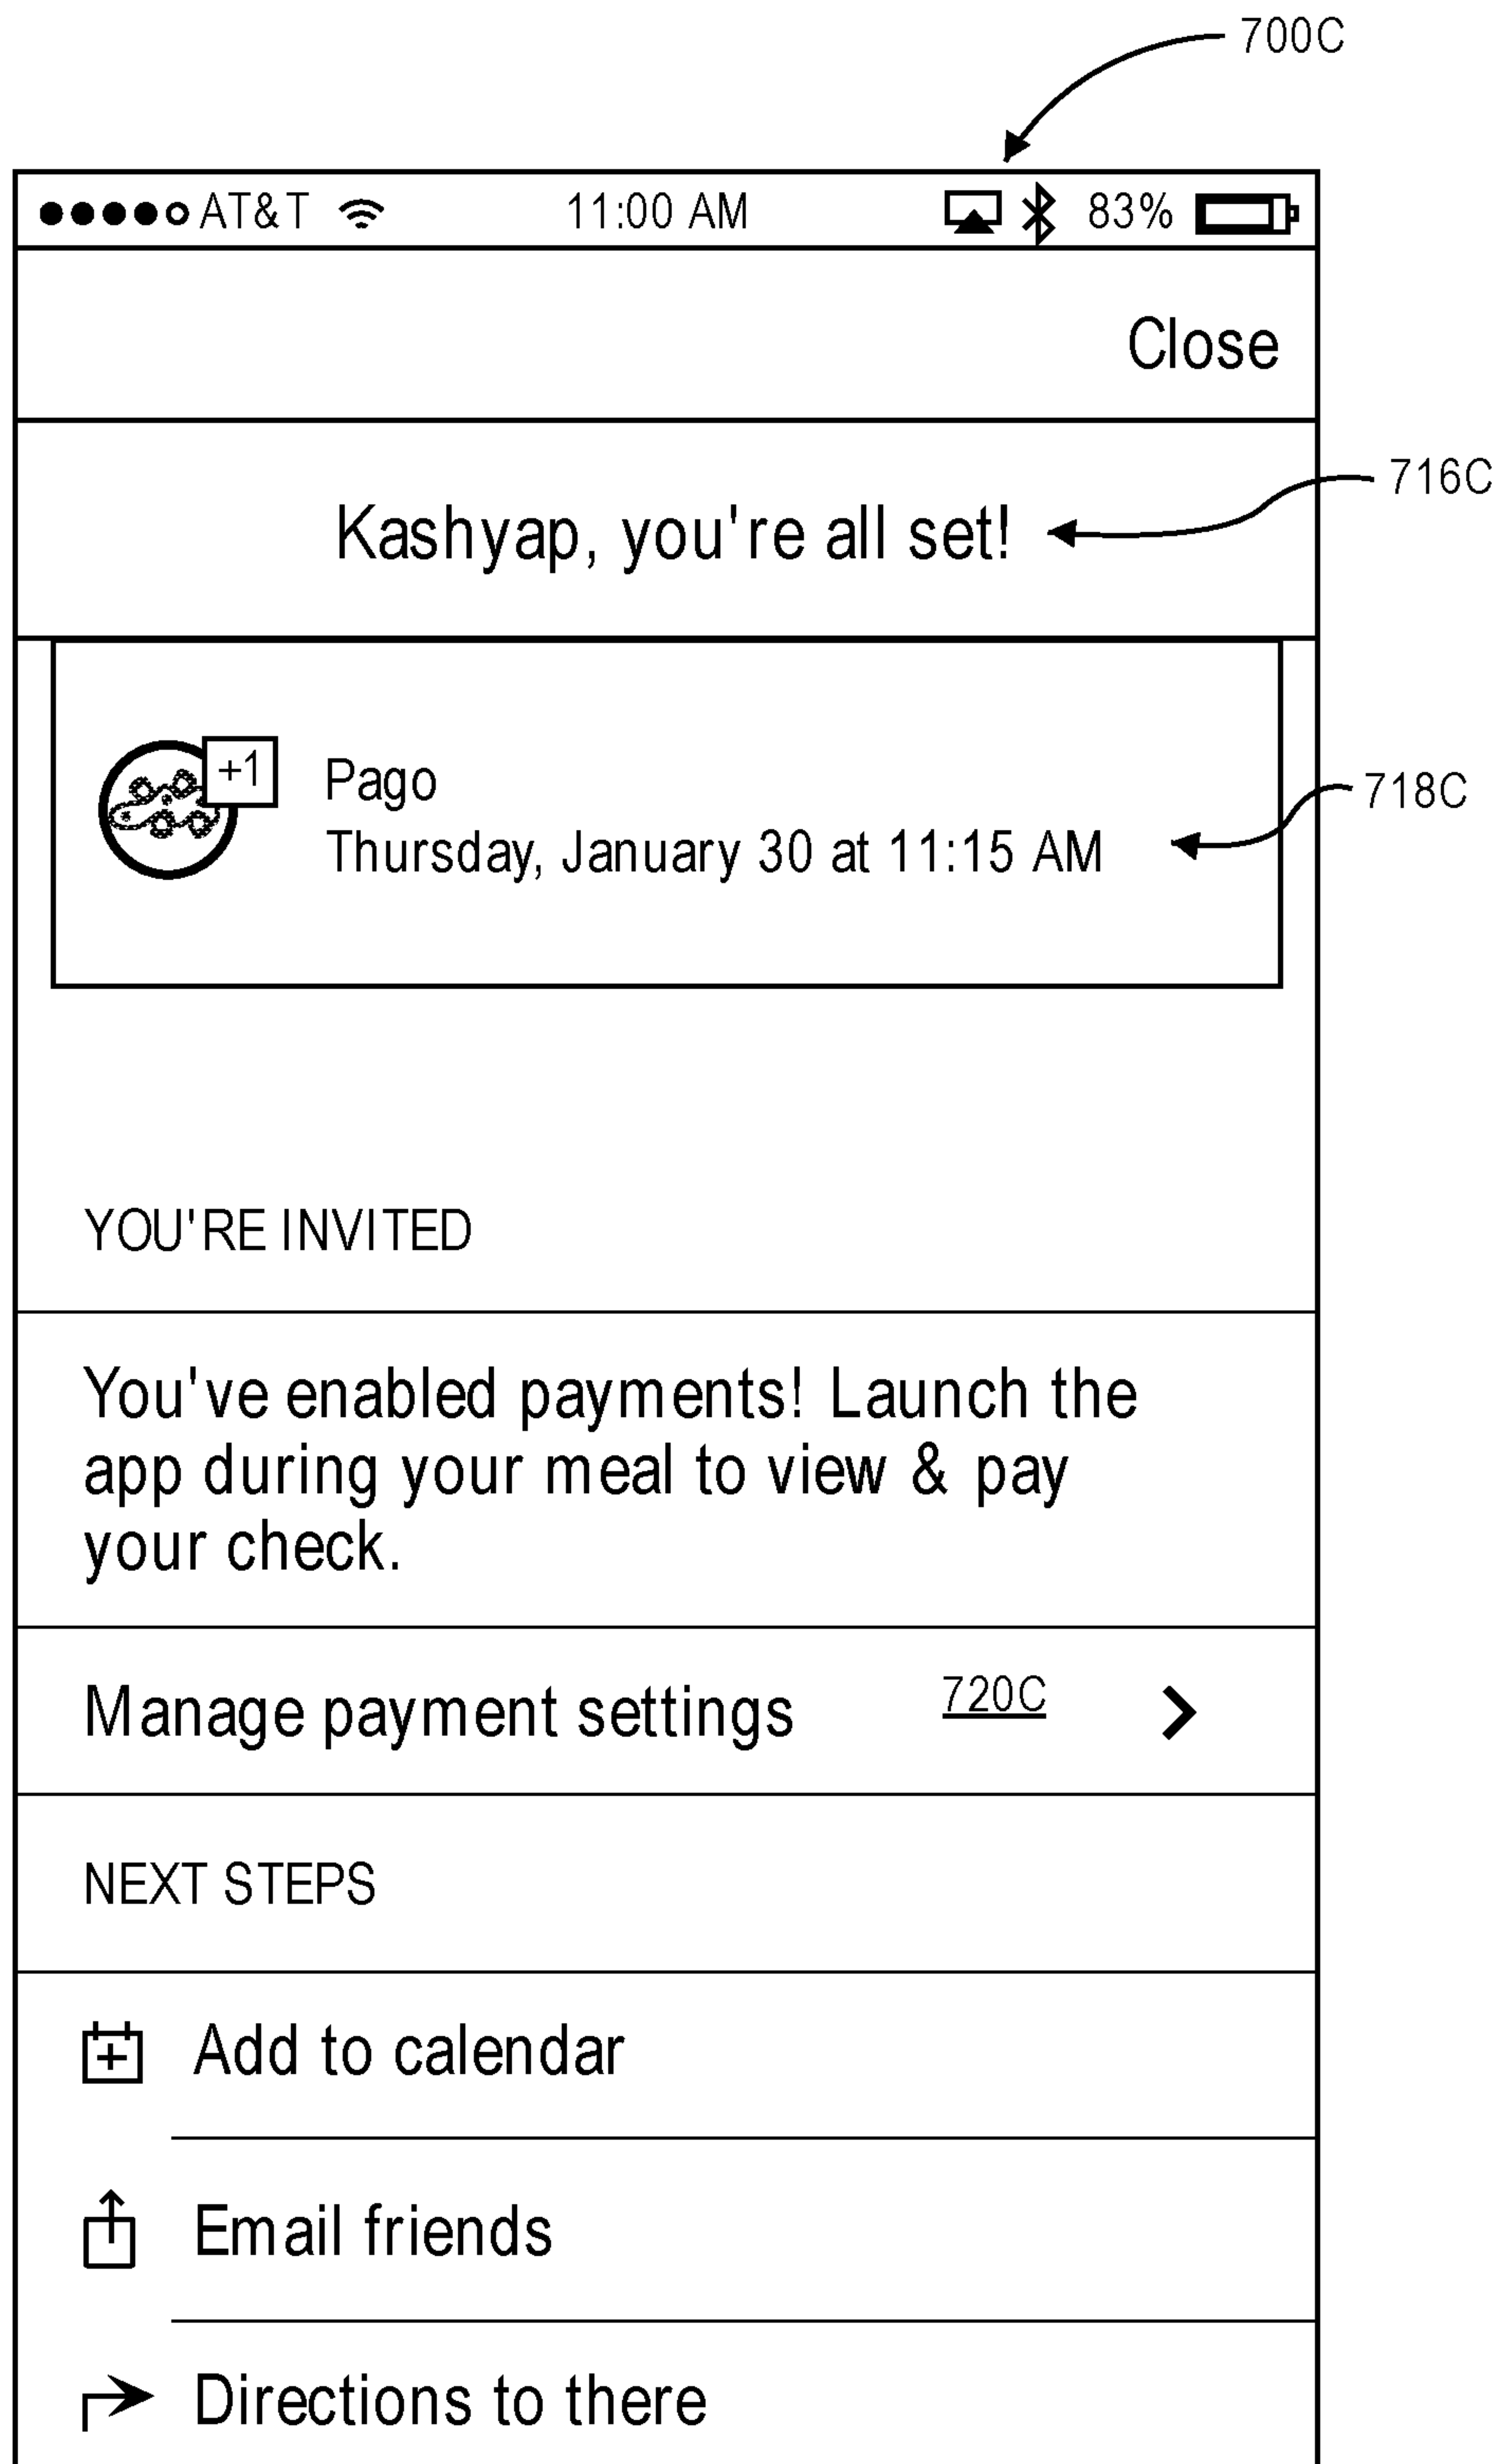 700C
AT&T 11:00 AM 83%
Close
Kashyap, you're all set!
716C
+1
Pago
718C
Thursday, January 30 at 11:15 AM
YOU'RE INVITED
You've enabled payments! Launch the
app during your meal to view & pay
your check.
Manage payment settings 720C
NEXT STEPS
Add to calendar
Email friends
Directions to there